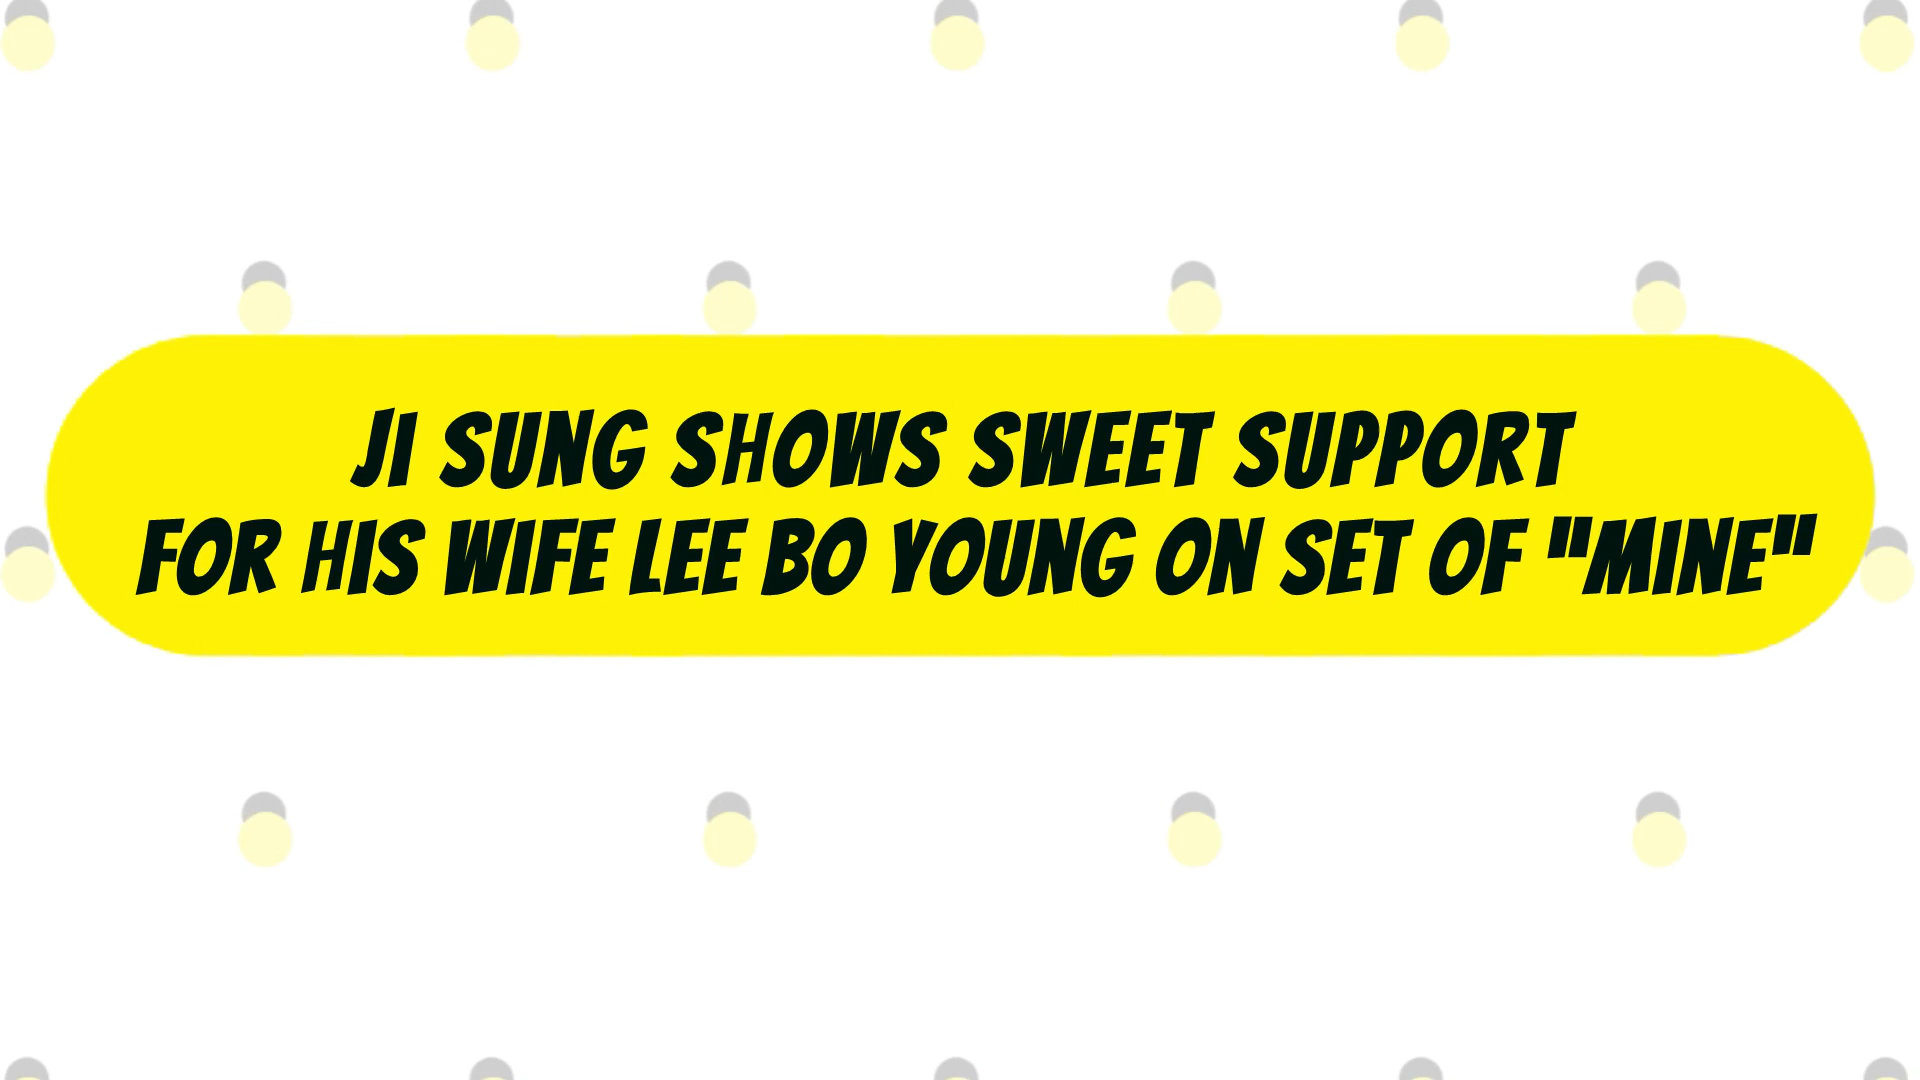 JI SUNG SHOWS SWEET SUPPORT
FOR HIS WIFE LEE BO YOUNG ON SET OF "MINE"